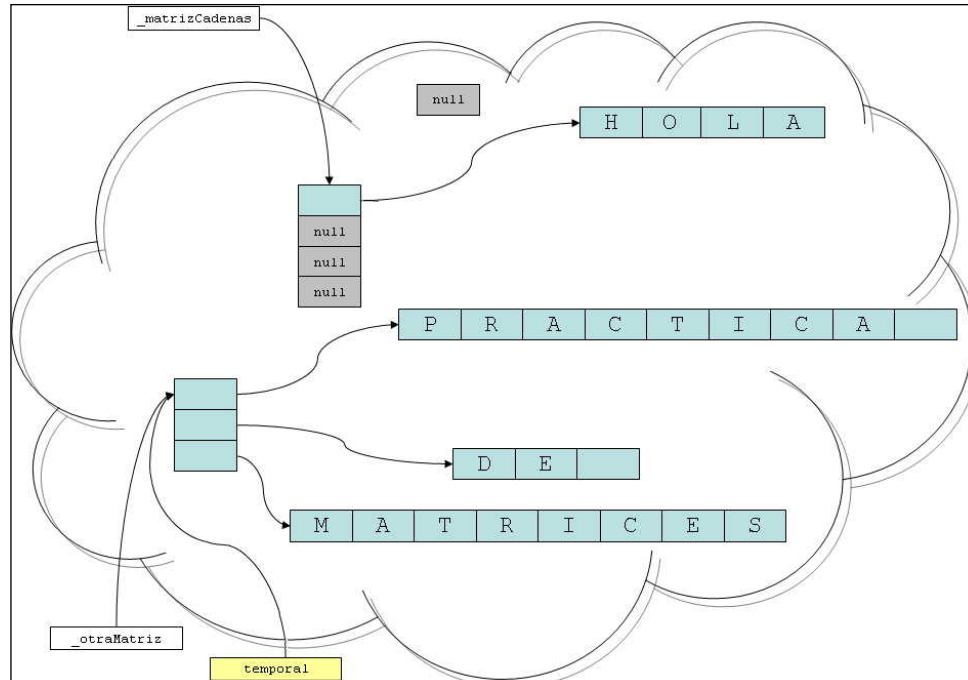 _matrizCadenas
null
H O L A
null
null
null
P R A C T I C A
D E
M A T R I C E S
_otraMatriz
temporal